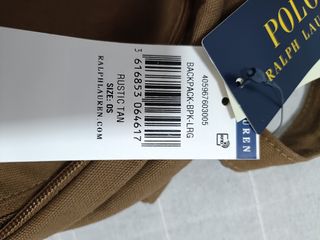 POLO
RALPH LAUREN
405967603005
BACKPACK-BPK-LRG
3 616853 064617
RUSTIC TAN
SIZE: OS
RALPHLAUREN.COM